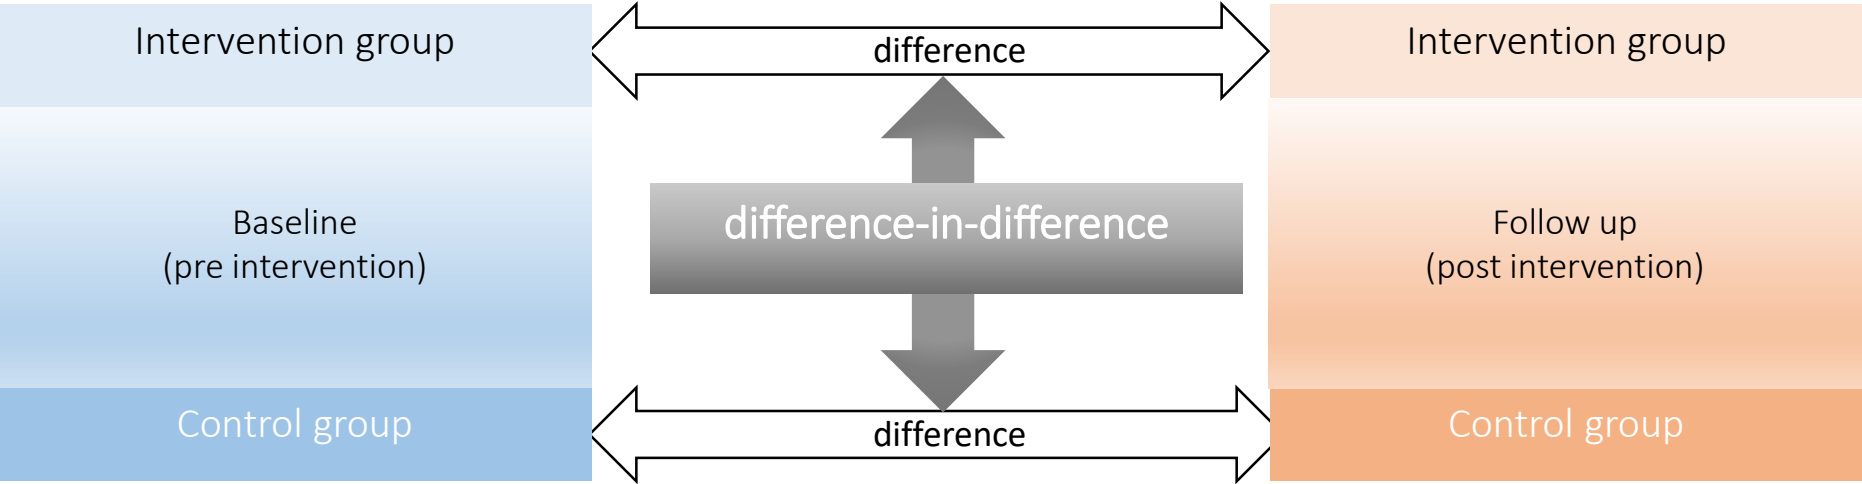 Intervention group
difference
Intervention group
Baseline
(pre intervention)
difference-in-difference
Follow up
(post intervention)
Control group
difference
Control group